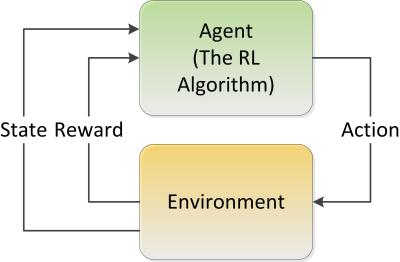 Agent
(The RL
Algorithm)
State Reward
Action
Environment